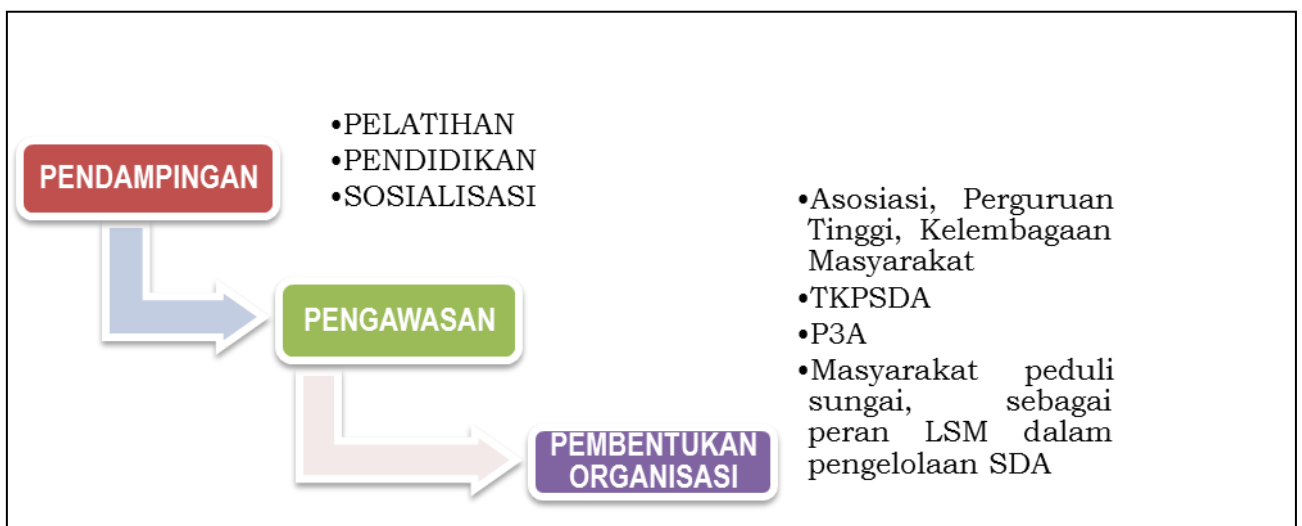 PENDAMPINGAN
•PELATIHAN
•PENDIDIKAN
•SOSIALISASI
PENGAWASAN
PEMBENTUKAN
ORGANISASI
•Asosiasi, Perguruan
Tinggi, Kelembagaan
Masyarakat
•TKPSDA
•P3A
•Masyarakat peduli
sungai, sebagai
peran LSM dalam
pengelolaan SDA